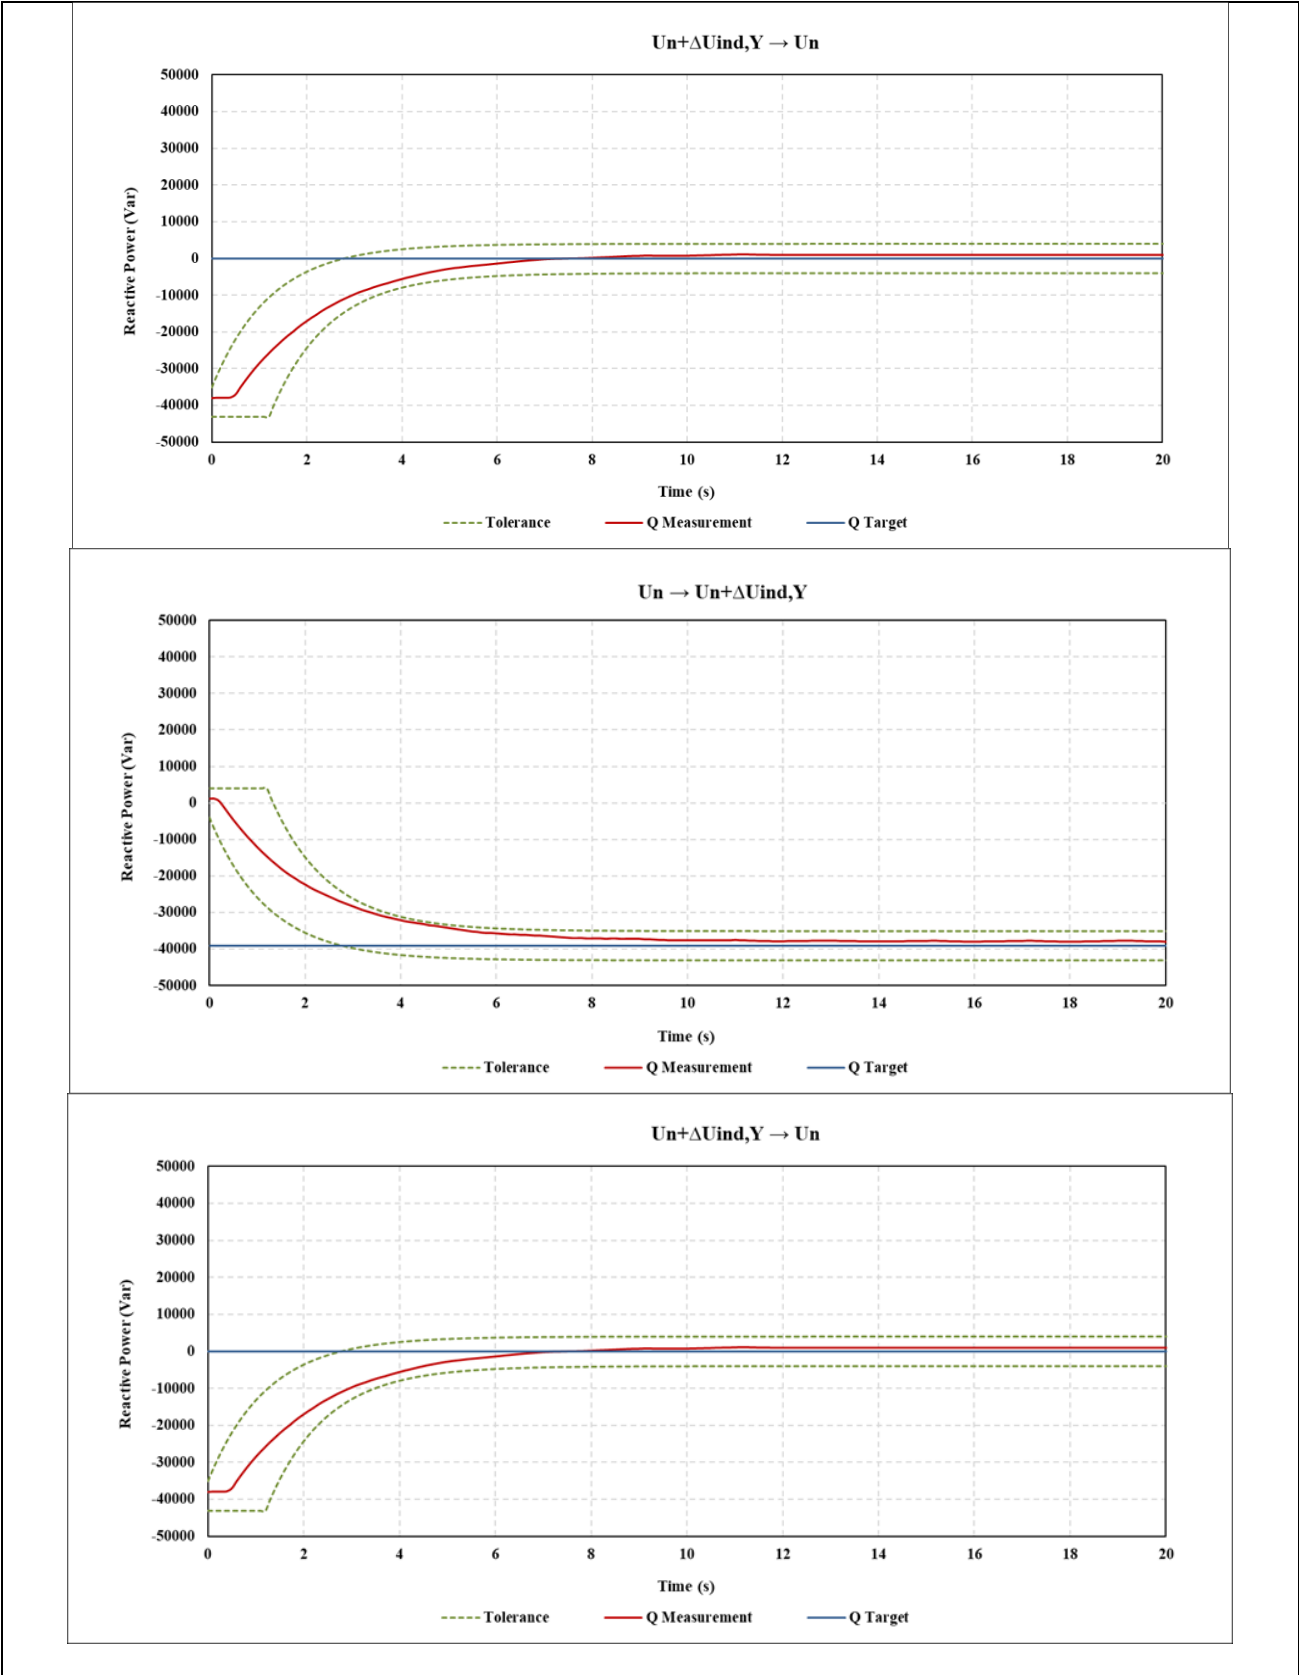 Un+ΔUind,Y → Un
50000
40000
30000
20000
10000
0
-10000
-20000
-30000
-40000
-50000
Reactive Power (Var)
0 2 4 6 8 10 12 14 16 18 20
Time (s)
Tolerance Q Measurement Q Target
Un → Un+ΔUind,Y
50000
40000
30000
20000
10000
0
-10000
-20000
-30000
-40000
-50000
Reactive Power (Var)
0 2 4 6 8 10 12 14 16 18 20
Time (s)
Tolerance Q Measurement Q Target
Un+ΔUind,Y → Un
50000
40000
30000
20000
10000
0
-10000
-20000
-30000
-40000
-50000
Reactive Power (Var)
0 2 4 6 8 10 12 14 16 18 20
Time (s)
Tolerance Q Measurement Q Target